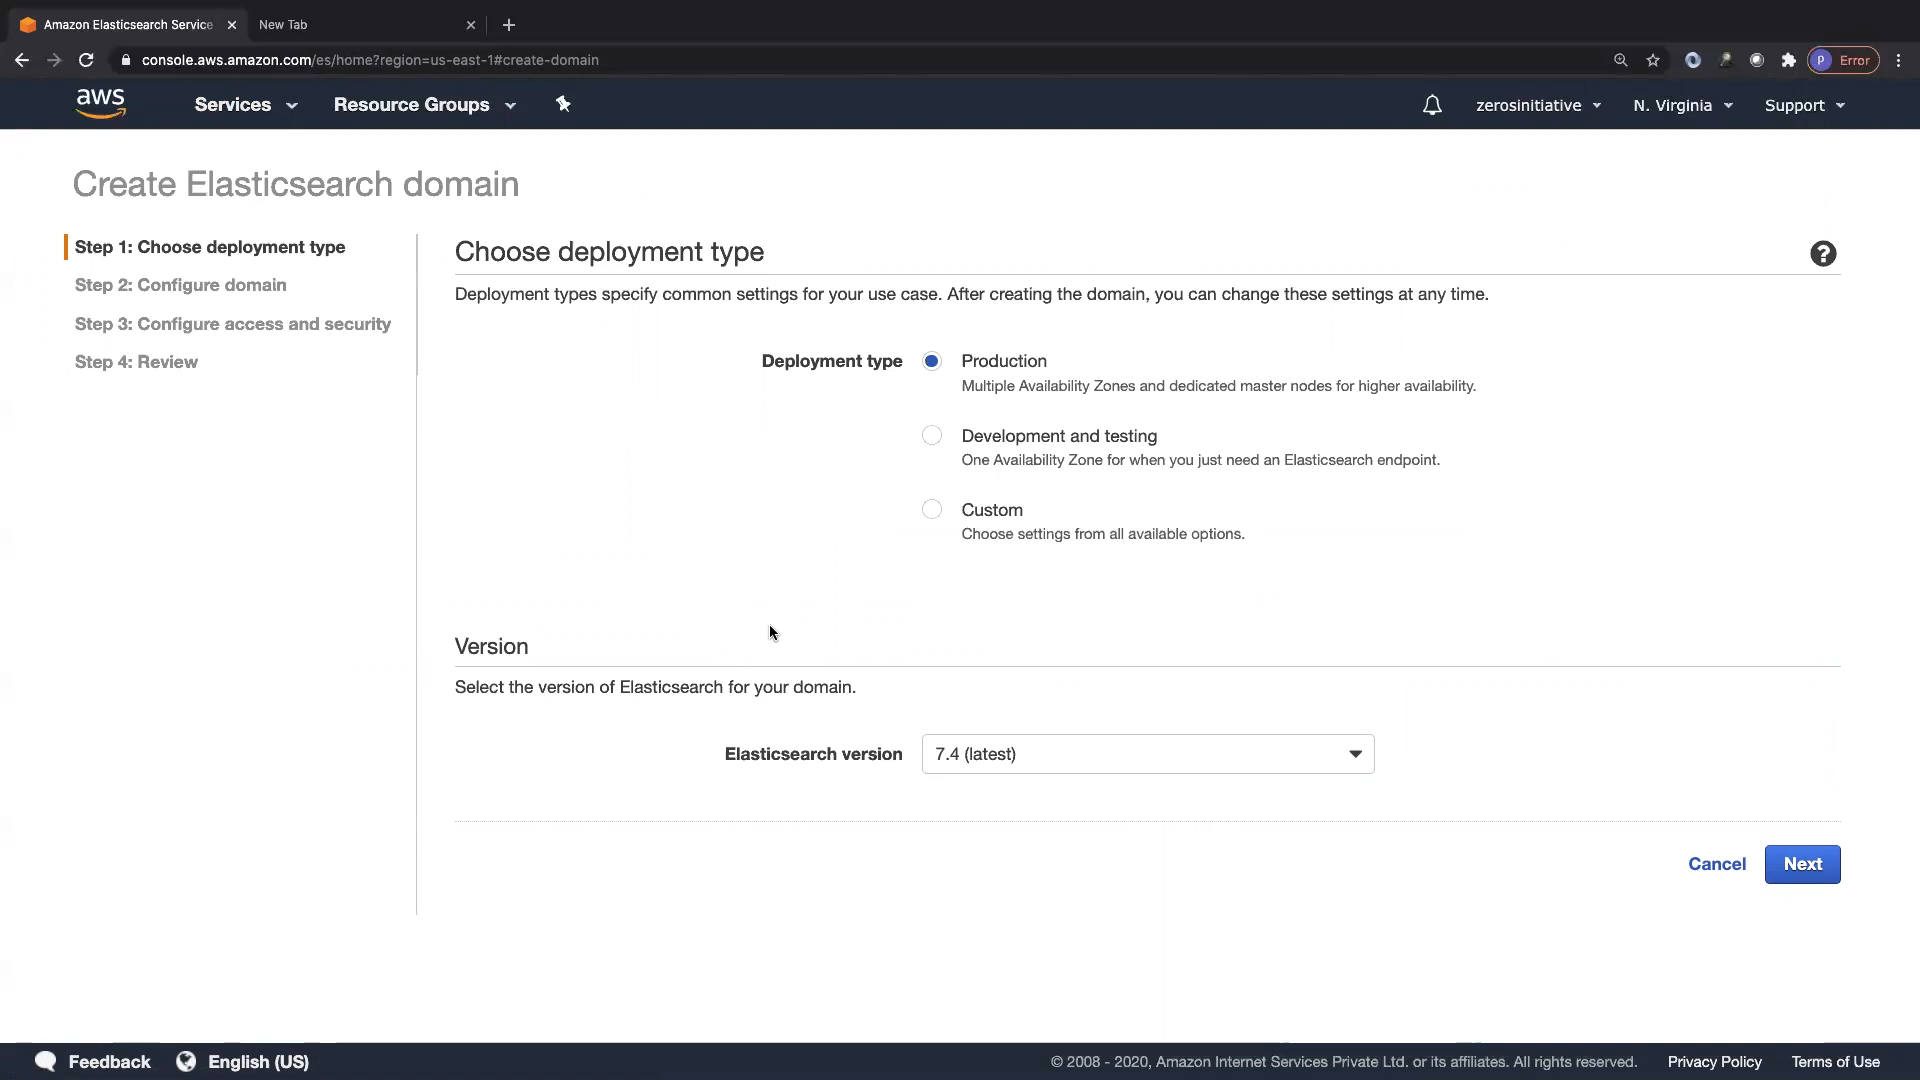 Amazon Elasticsearch Service
New Tab
console.aws.amazon.com/es/home?region=us-east-1#create-domain
P Error
aws
Services
Resource Groups
zerosinitiative
N. Virginia
Support
Create Elasticsearch domain
Step 1: Choose deployment type
Step 2: Configure domain
Step 3: Configure access and security
Step 4: Review
Choose deployment type
?
Deployment types specify common settings for your use case. After creating the domain, you can change these settings at any time.
Deployment type
Production
Multiple Availability Zones and dedicated master nodes for higher availability.
Development and testing
One Availability Zone for when you just need an Elasticsearch endpoint.
Custom
Choose settings from all available options.
Version
Select the version of Elasticsearch for your domain.
Elasticsearch version
7.4 (latest)
Cancel
Next
Feedback
English (US)
© 2008 - 2020, Amazon Internet Services Private Ltd. or its affiliates. All rights reserved.
Privacy Policy
Terms of Use